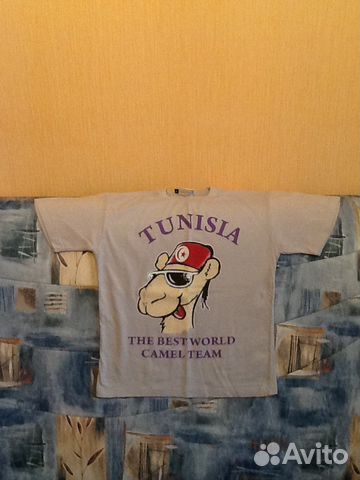 TUNISIA
THE BEST WORLD
CAMEL TEAM
Avito